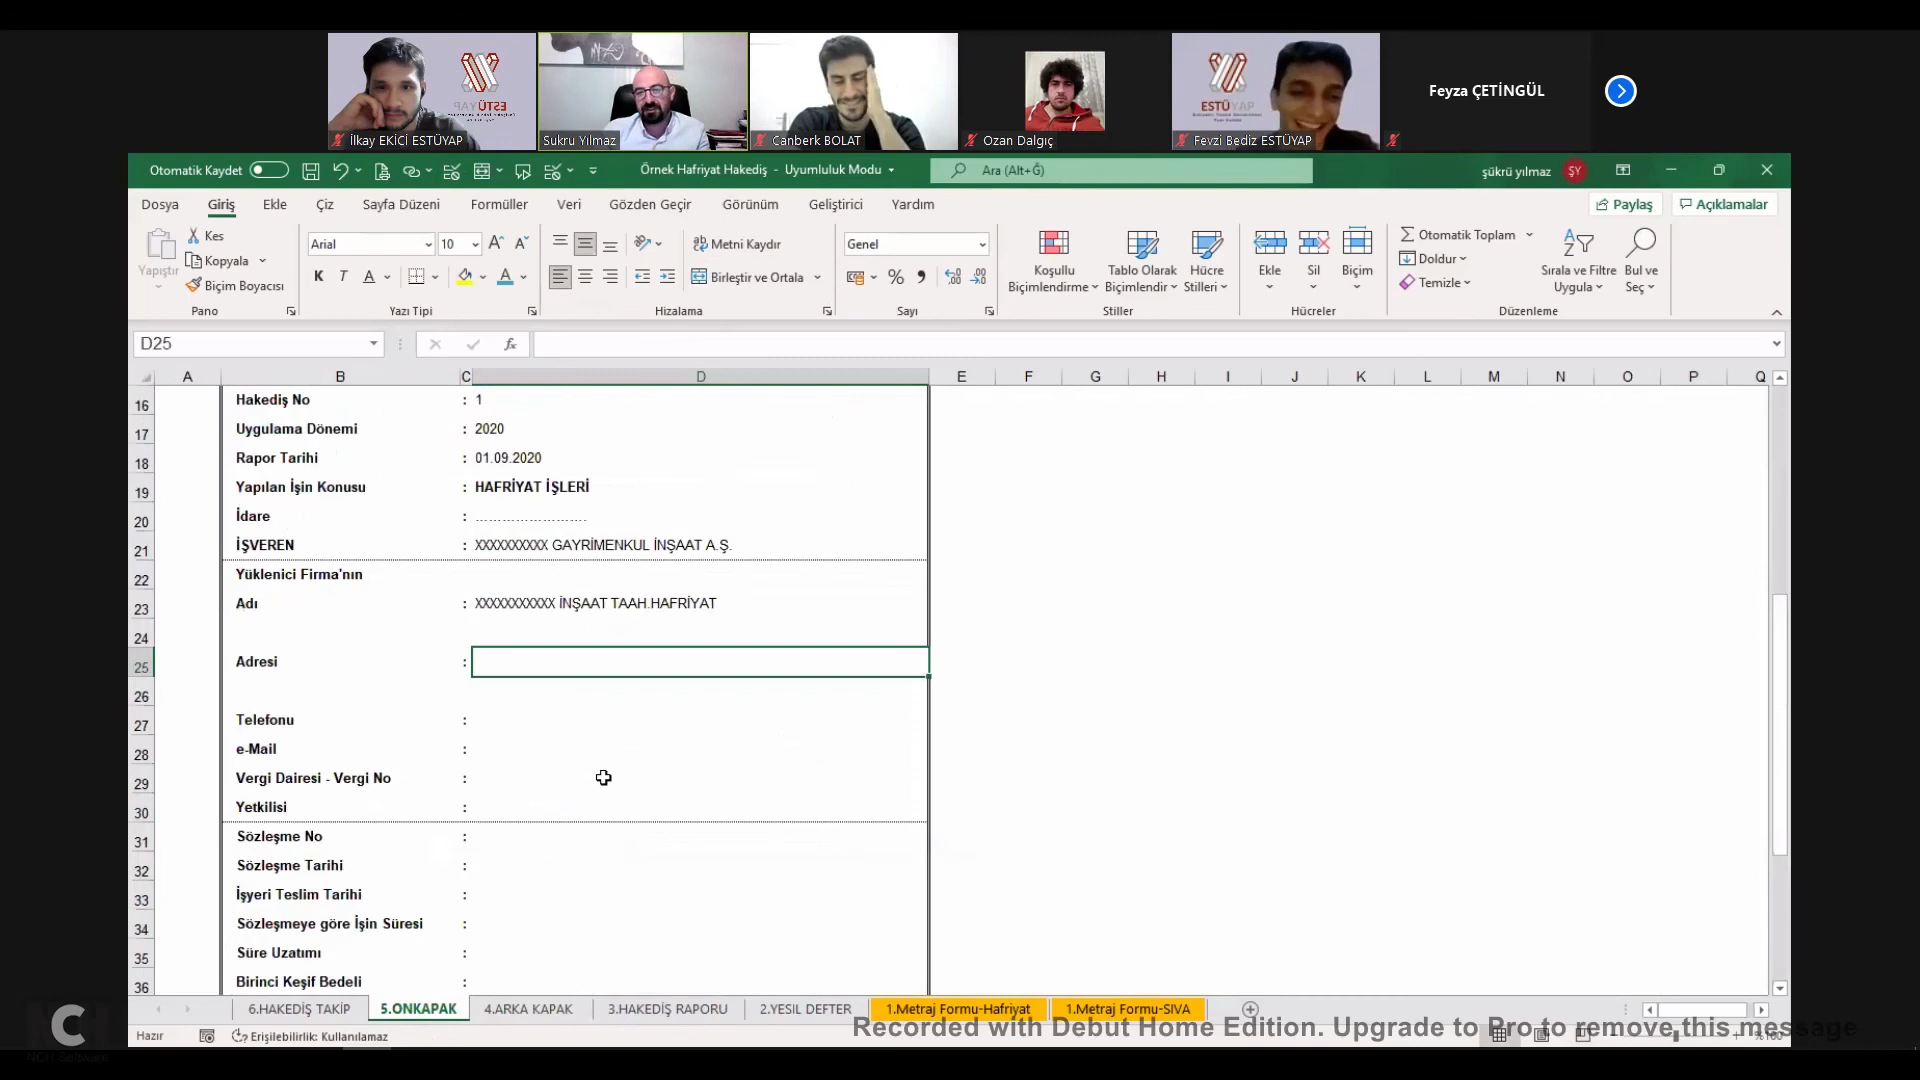 ESTÜYAP
İlkay EKİCİ ESTÜYAP
Sukru Yılmaz
Canberk BOLAT
Ozan Dalgıç
ESTÜYAP
Fevzi Bediz ESTÜYAP
Feyza ÇETİNGÜL
Otomatik Kaydet
Örnek Hafriyat Hakediş - Uyumluluk Modu
Ara (Alt+Ğ)
şükrü yılmaz
ŞY
Dosya Giriş Ekle Çiz Sayfa Düzeni Formüller Veri Gözden Geçir Görünüm Geliştirici Yardım
Paylaş
Açıklamalar
Yapıştır
Kes
Kopyala
Biçim Boyacısı
Pano
Arial
10
K T A
Yazı Tipi
Metni Kaydır
Birleştir ve Ortala
Hizalama
Genel
Sayı
Koşullu Biçimlendirme
Tablo Olarak Biçimlendir
Hücre Stilleri
Stiller
Ekle
Sil
Biçim
Hücreler
Otomatik Toplam
Doldur
Temizle
Sırala ve Filtre Uygula
Bul ve Seç
Düzenleme
D25
fx
A B C D E F G H I J K L M N O P Q
16 Hakediş No : 1
17 Uygulama Dönemi : 2020
18 Rapor Tarihi : 01.09.2020
19 Yapılan İşin Konusu : HAFRİYAT İŞLERİ
20 İdare : ……………………..
21 İŞVEREN : XXXXXXXXXX GAYRİMENKUL İNŞAAT A.Ş.
22 Yüklenici Firma'nın
23 Adı : XXXXXXXXXXX İNŞAAT TAAH.HAFRİYAT
24
25 Adresi :
26
27 Telefonu :
28 e-Mail :
29 Vergi Dairesi - Vergi No :
30 Yetkilisi :
31 Sözleşme No :
32 Sözleşme Tarihi :
33 İşyeri Teslim Tarihi :
34 Sözleşmeye göre İşin Süresi :
35 Süre Uzatımı :
36 Birinci Keşif Bedeli :
6.HAKEDİŞ TAKİP
5.ONKAPAK
4.ARKA KAPAK
3.HAKEDİŞ RAPORU
2.YESIL DEFTER
1.Metraj Formu-Hafriyat
1.Metraj Formu-SIVA
Hazır
Erişilebilirlik: Kullanılamaz
Recorded with Debut Home Edition. Upgrade to Pro to remove this message
NCH Software